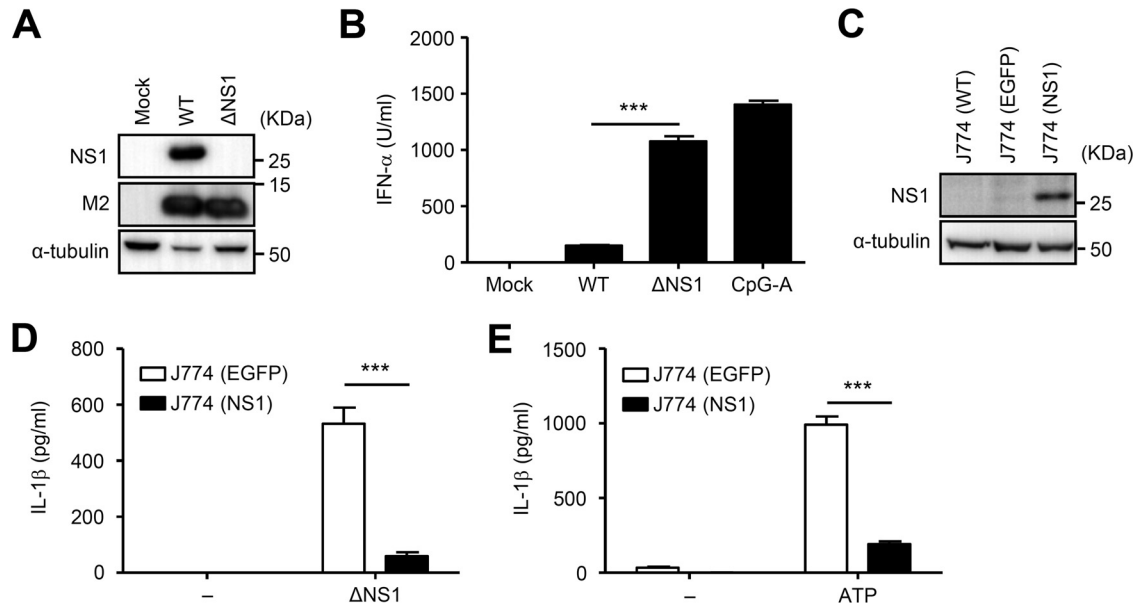 A
Mock
WT
ΔNS1
(KDa)
NS1
25
15
M2
α-tubulin
50
B
IFN-α (U/ml)
2000
1500
1000
500
0
***
Mock WT ΔNS1 CpG-A
C
J774 (WT)
J774 (EGFP)
J774 (NS1)
(KDa)
NS1
25
α-tubulin
50
D
IL-1β (pg/ml)
800
600
400
200
0
J774 (EGFP)
J774 (NS1)
***
– ΔNS1
E
IL-1β (pg/ml)
1500
1000
500
0
J774 (EGFP)
J774 (NS1)
***
– ATP